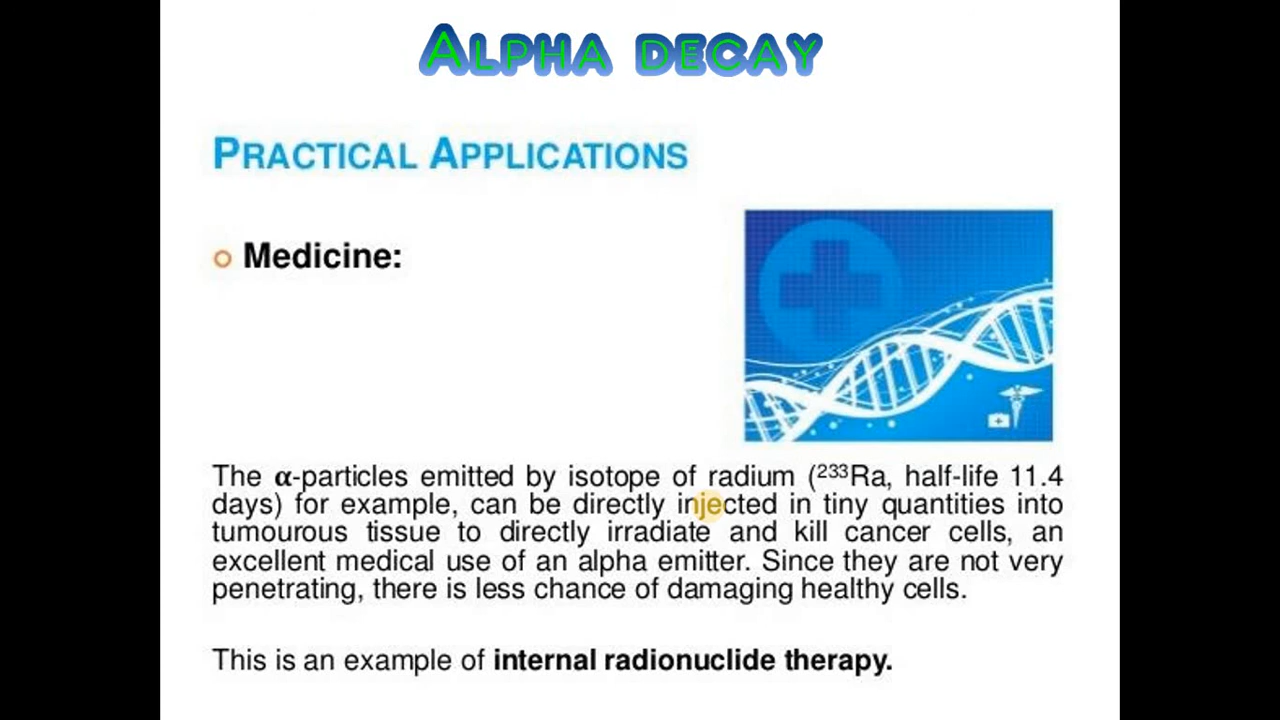 ALPHA DECAY
PRACTICAL APPLICATIONS
Medicine:
The α-particles emitted by isotope of radium (²³³Ra, half-life 11.4
days) for example, can be directly injected in tiny quantities into
tumourous tissue to directly irradiate and kill cancer cells, an
excellent medical use of an alpha emitter. Since they are not very
penetrating, there is less chance of damaging healthy cells.
This is an example of internal radionuclide therapy.